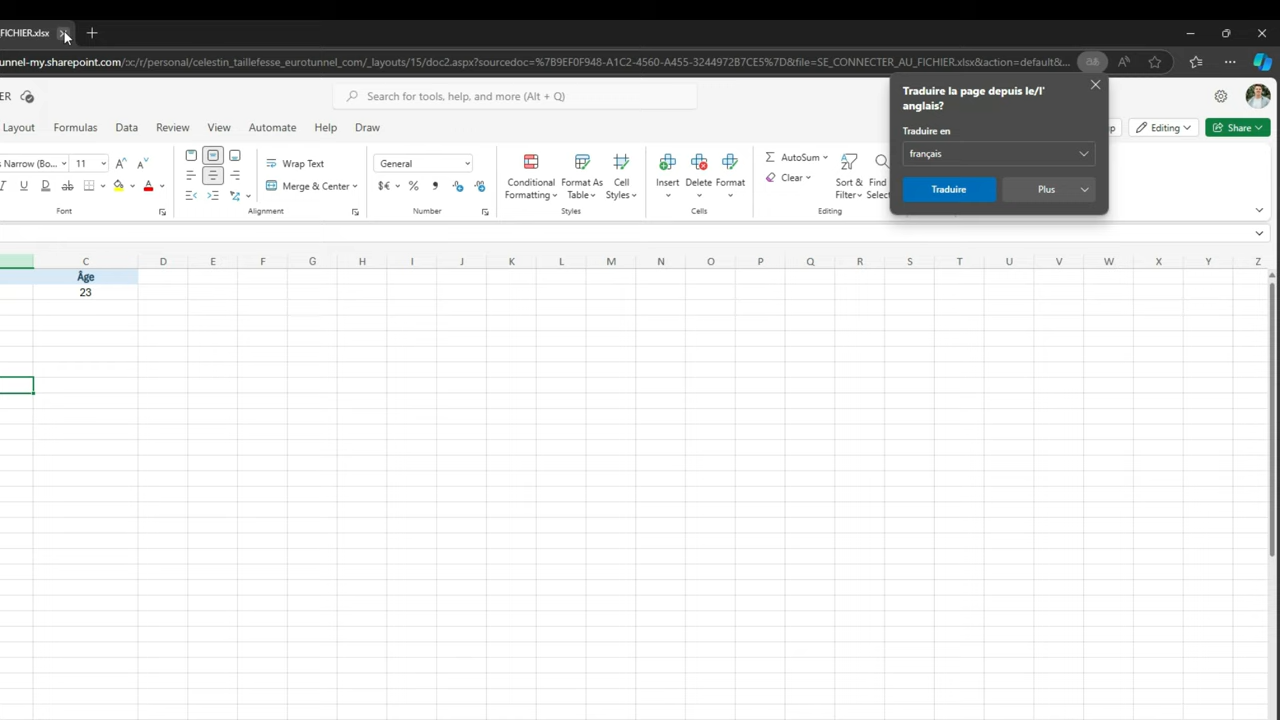 FICHIER.xlsx
unnel-my.sharepoint.com/:x:/r/personal/celestin_taillefesse_eurotunnel_com/_layouts/15/doc2.aspx?sourcedoc=%7B9EF0F948-A1C2-4560-A455-3244972B7CE5%7D&file=SE_CONNECTER_AU_FICHIER.xlsx&action=default&...
ER
Search for tools, help, and more (Alt + Q)
Layout Formulas Data Review View Automate Help Draw
Editing Share
s Narrow (Bo... 11
Wrap Text
Merge & Center
General
Conditional Formatting
Format As Table
Cell Styles
Insert Delete Format
AutoSum
Clear
Sort & Filter
Find Select
Font Alignment Number Styles Cells Editing
Traduire la page depuis le/l'
anglais?
Traduire en
français
Traduire Plus
C D E F G H I J K L M N O P Q R S T U V W X Y Z
Âge
23